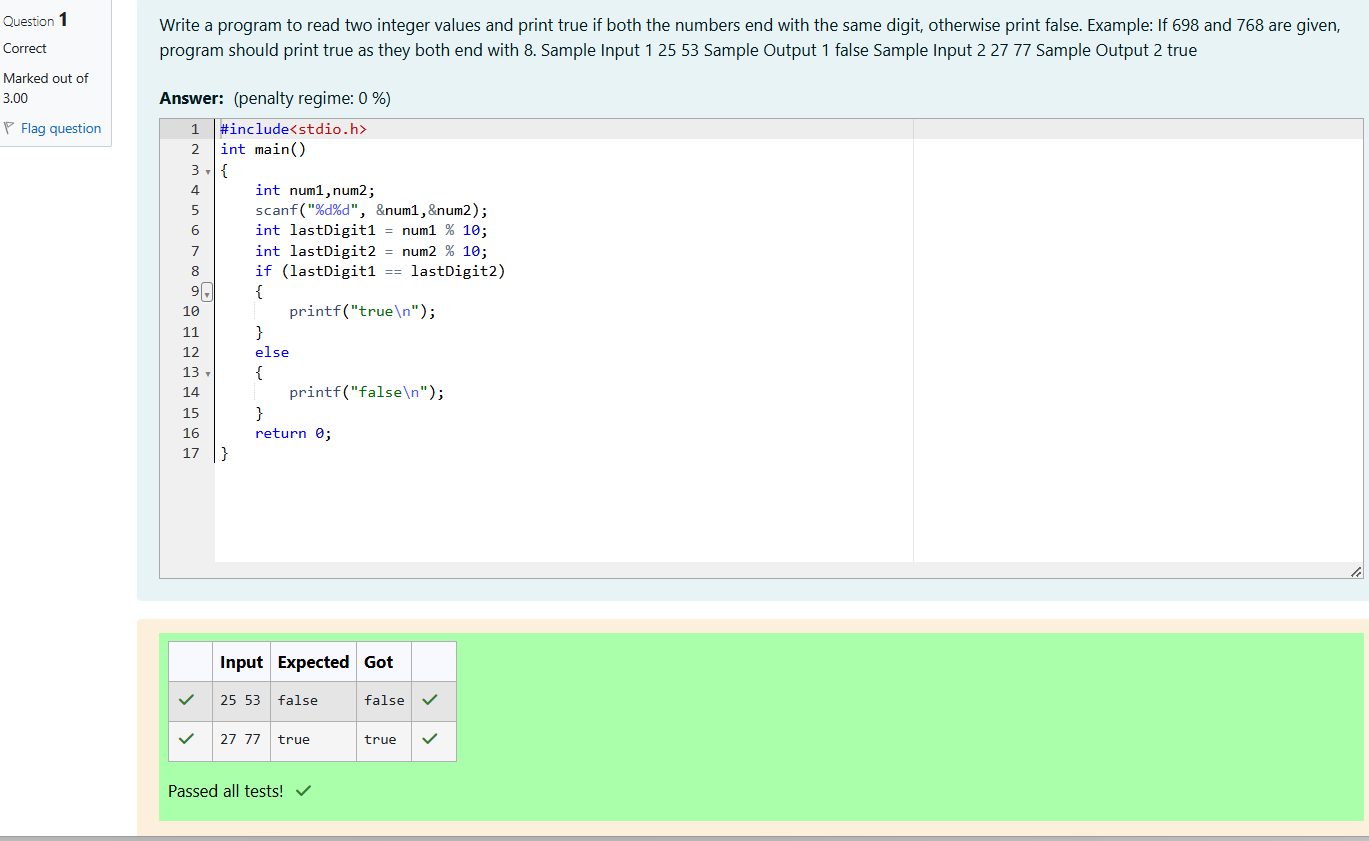 Question 1
Correct
Marked out of
3.00
Flag question
Write a program to read two integer values and print true if both the numbers end with the same digit, otherwise print false. Example: If 698 and 768 are given,
program should print true as they both end with 8. Sample Input 1 25 53 Sample Output 1 false Sample Input 2 27 77 Sample Output 2 true
Answer: (penalty regime: 0 %)
1 #include<stdio.h>
2 int main()
3 {
4     int num1,num2;
5     scanf("%d%d", &num1,&num2);
6     int lastDigit1 = num1 % 10;
7     int lastDigit2 = num2 % 10;
8     if (lastDigit1 == lastDigit2)
9     {
10         printf("true\n");
11     }
12     else
13     {
14         printf("false\n");
15     }
16     return 0;
17 }
Input Expected Got
25 53 false false
27 77 true true
Passed all tests!